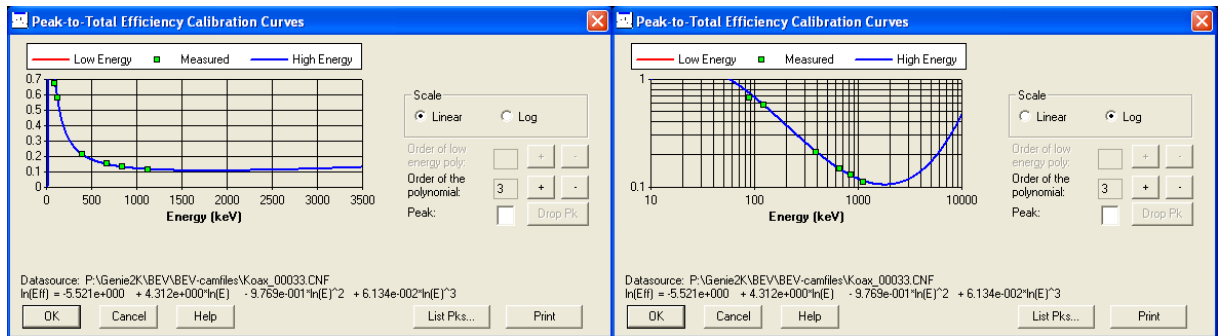 Peak-to-Total Efficiency Calibration Curves
Low Energy Measured High Energy
0.7
0.6
0.5
0.4
0.3
0.2
0.1
0
0 500 1000 1500 2000 2500 3000 3500
Energy (keV)
Scale
Linear Log
Order of low
energy poly: + -
Order of the
polynomial: 3 + -
Peak: Drop Pk
Datasource: P:\Genie2K\BEV\BEV-camfiles\Koax_00033.CNF
ln(Eff) = -5.521e+000 + 4.312e+000*ln(E) - 9.769e-001*ln(E)^2 + 6.134e-002*ln(E)^3
OK Cancel Help List Pks... Print
Peak-to-Total Efficiency Calibration Curves
Low Energy Measured High Energy
1
0.1
10 100 1000 10000
Energy (keV)
Scale
Linear Log
Order of low
energy poly: + -
Order of the
polynomial: 3 + -
Peak: Drop Pk
Datasource: P:\Genie2K\BEV\BEV-camfiles\Koax_00033.CNF
ln(Eff) = -5.521e+000 + 4.312e+000*ln(E) - 9.769e-001*ln(E)^2 + 6.134e-002*ln(E)^3
OK Cancel Help List Pks... Print